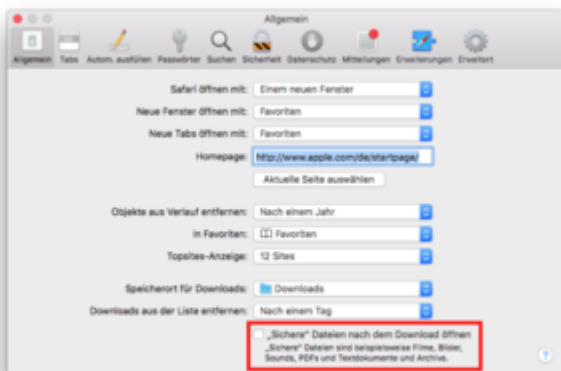 Allgemein
Allgemein Tabs Autom. ausfüllen Passwörter Suchen Sicherheit Datenschutz Mitteilungen Erweiterungen Erweitert
Safari öffnen mit: Einem neuen Fenster
Neue Fenster öffnen mit: Favoriten
Neue Tabs öffnen mit: Favoriten
Homepage: http://www.apple.com/de/startpage/
Aktuelle Seite auswählen
Objekte aus Verlauf entfernen: Nach einem Jahr
in Favoriten: Favoriten
Topsites-Anzeige: 12 Sites
Speicherort für Downloads: Downloads
Downloads aus der Liste entfernen: Nach einem Tag
„Sichere“ Dateien nach dem Download öffnen
„Sichere“ Dateien sind beispielsweise Filme, Bilder,
Sounds, PDFs und Textdokumente und Archive.
?